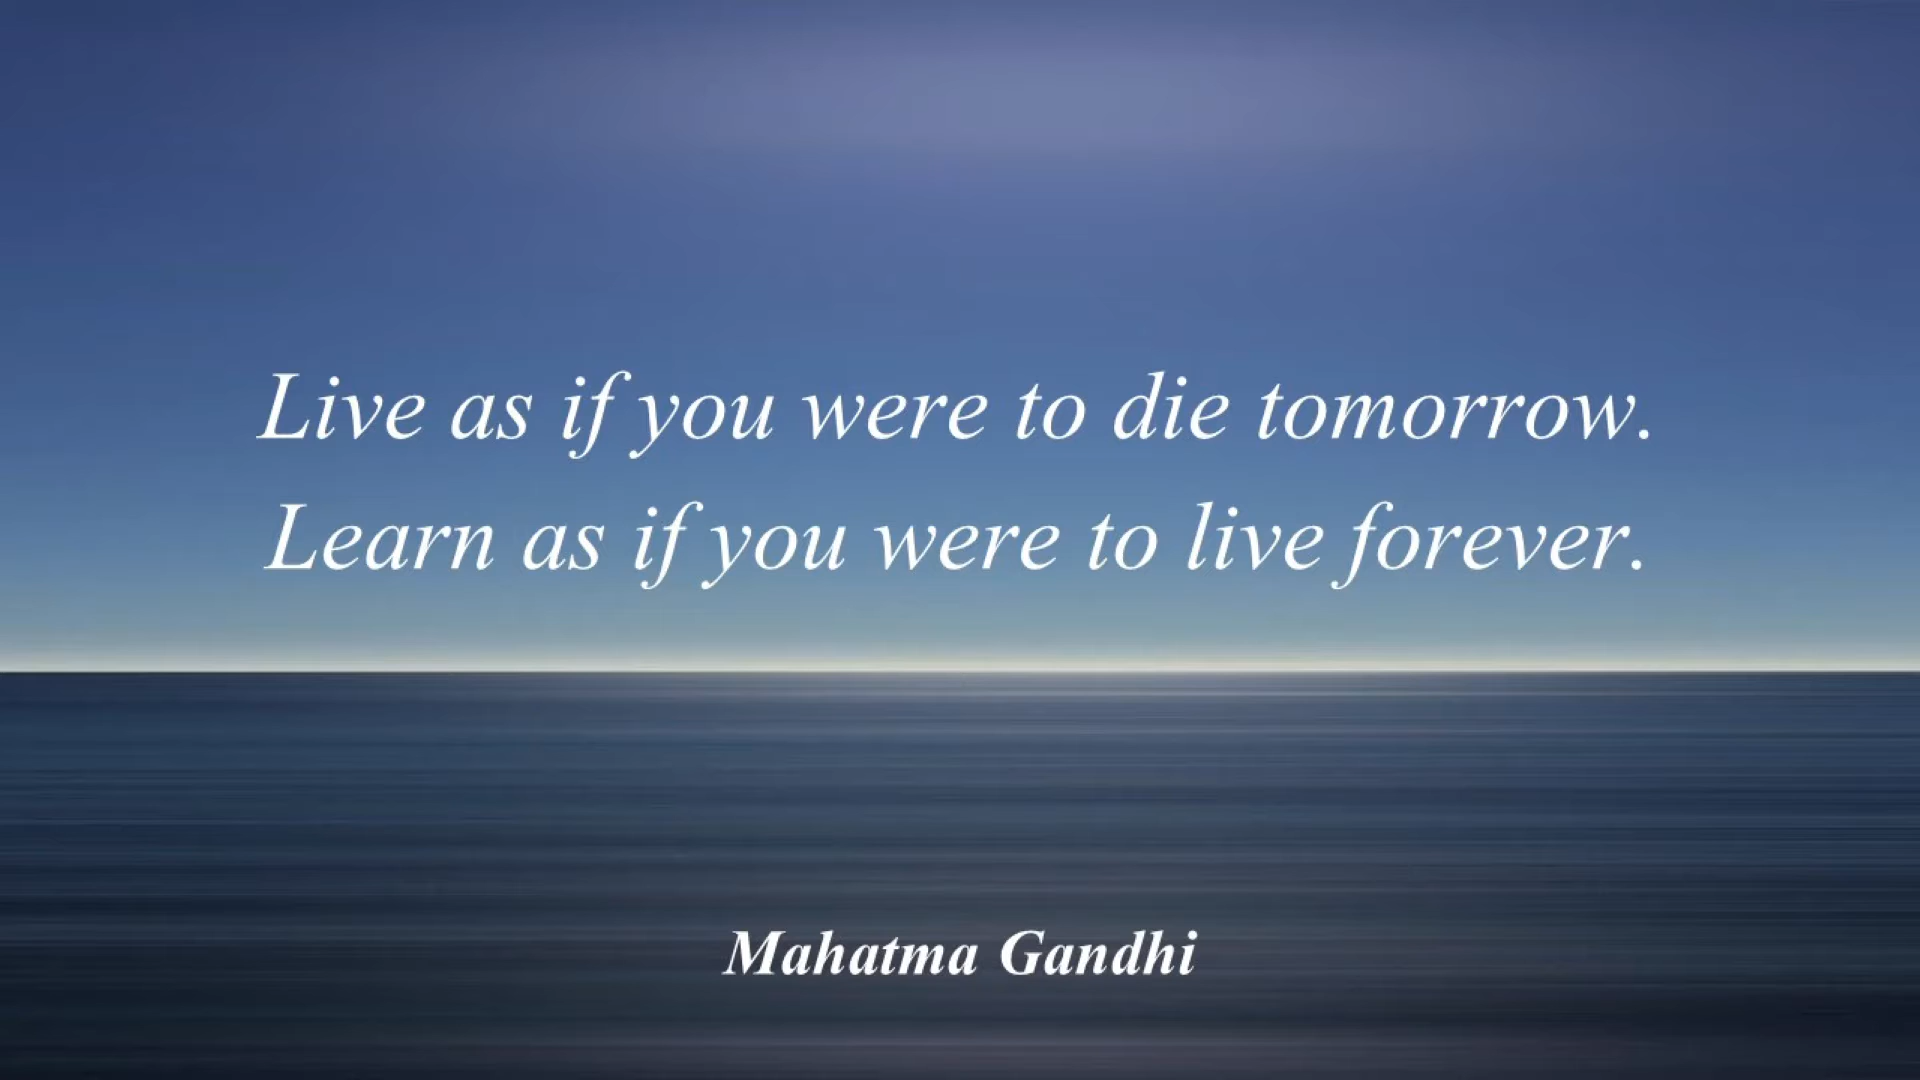 Live as if you were to die tomorrow.
Learn as if you were to live forever.
Mahatma Gandhi